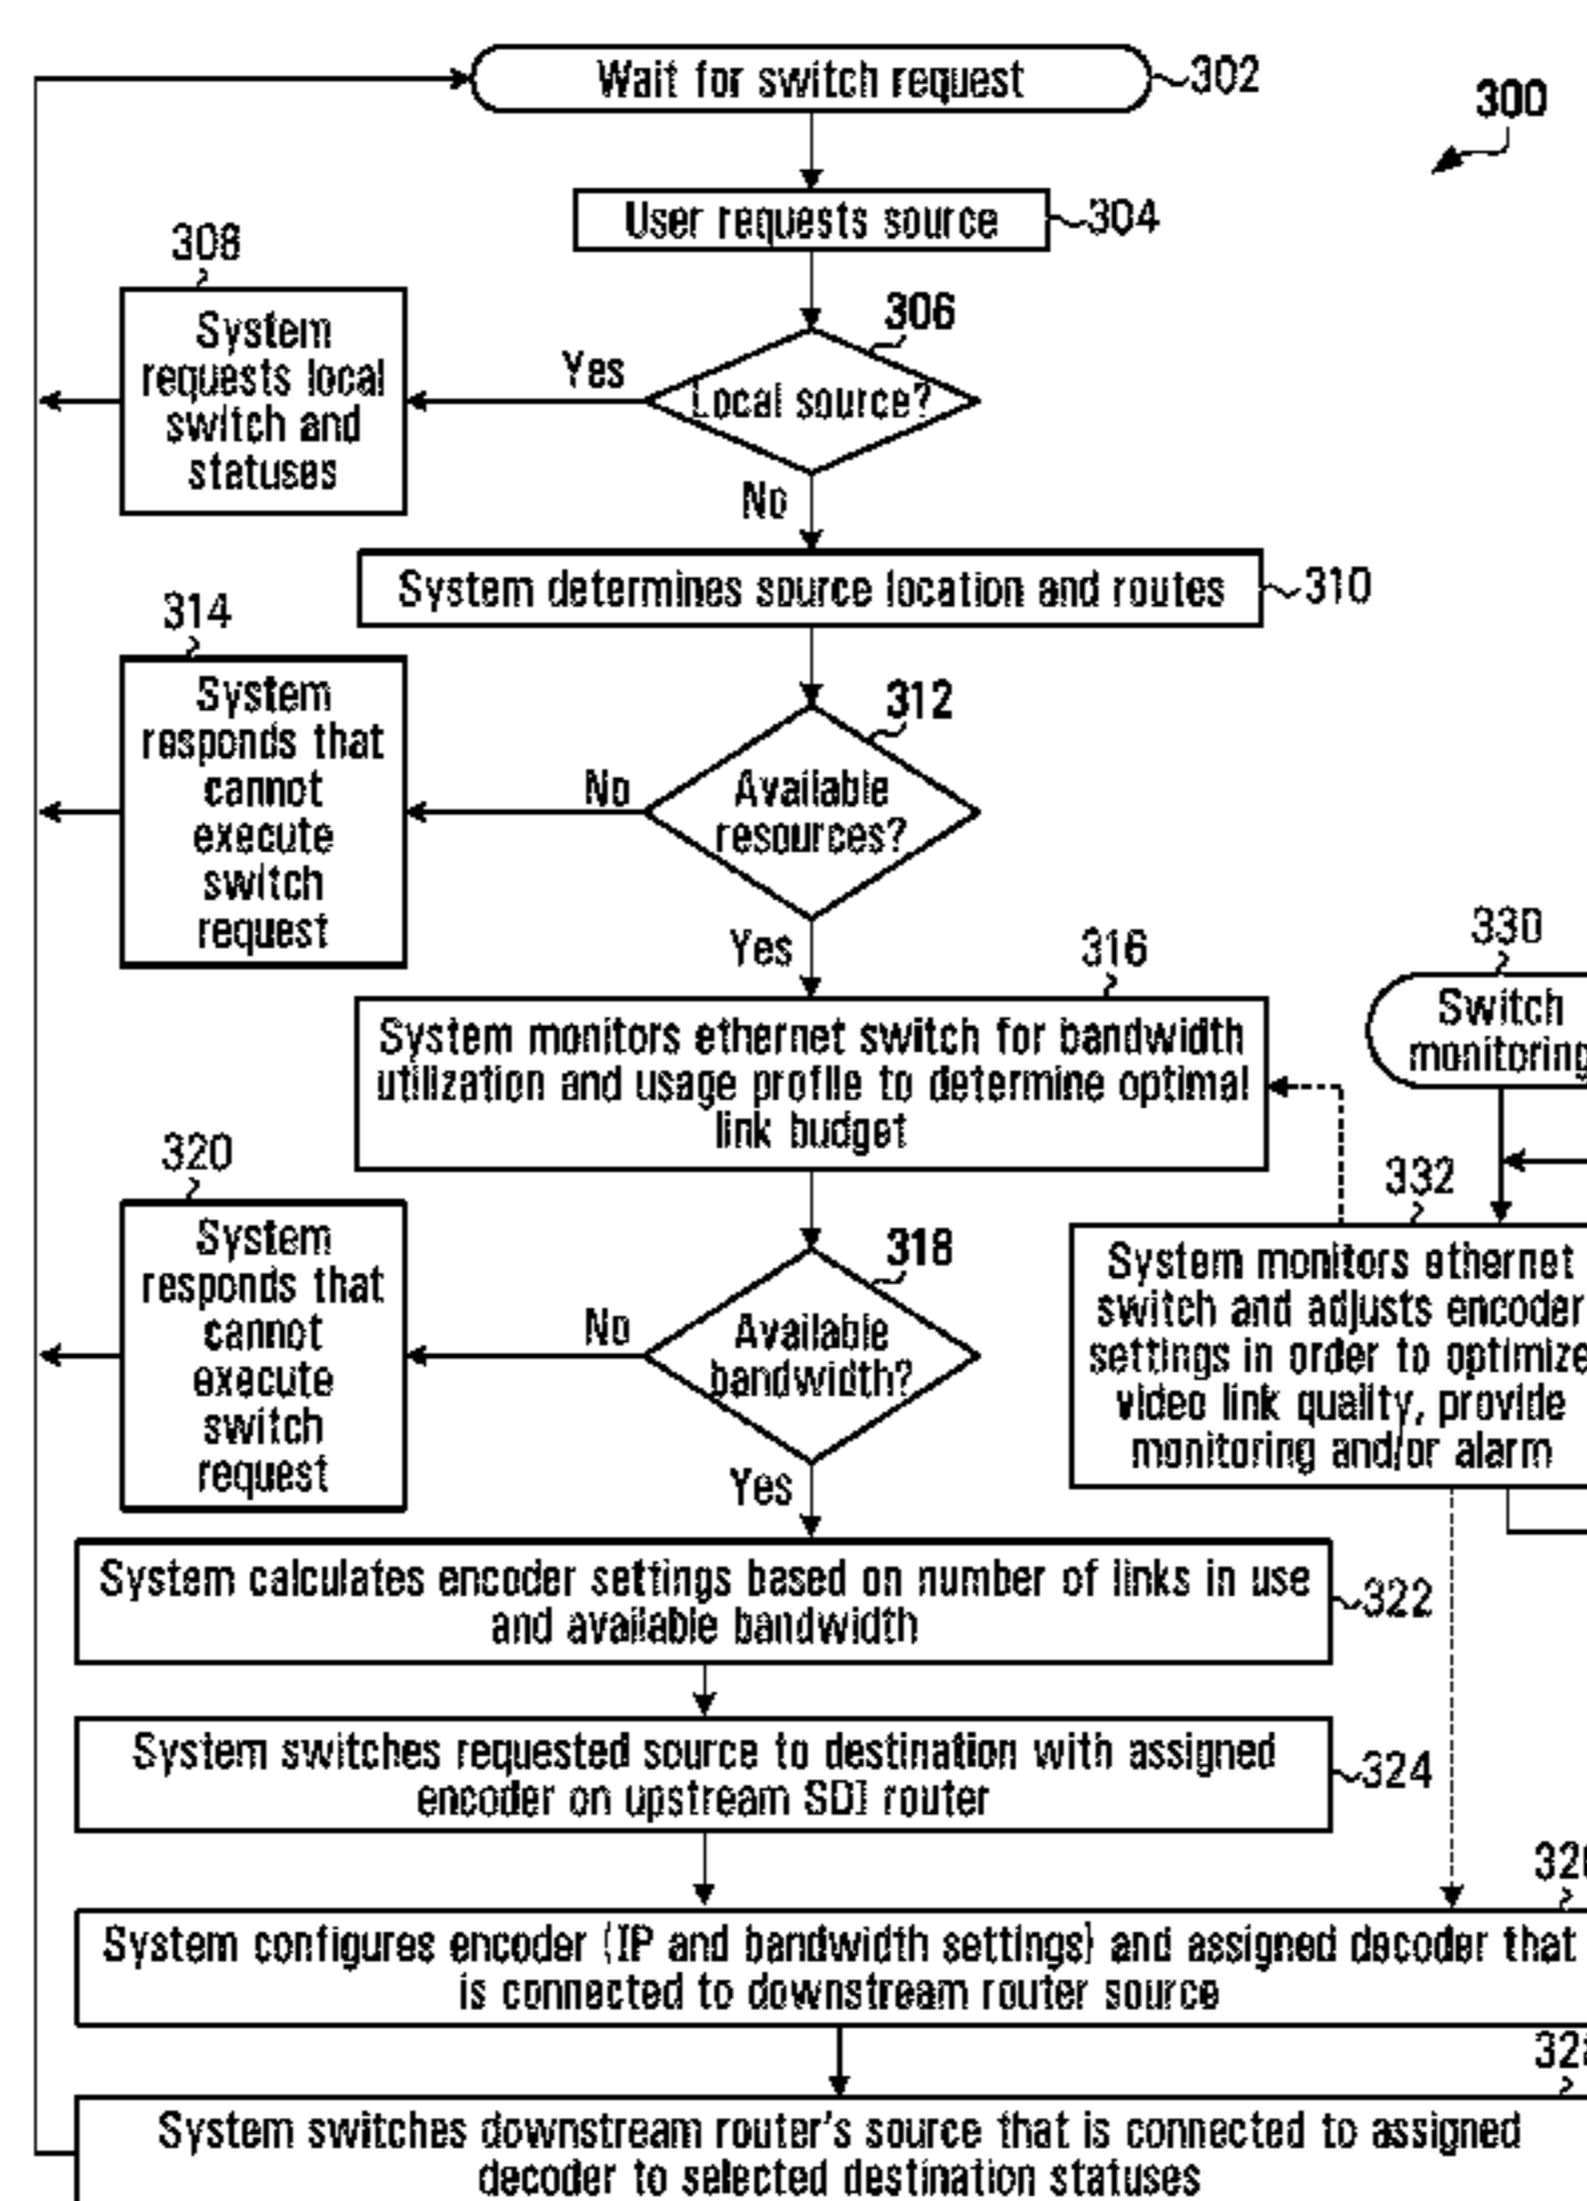 Wait for switch request
302
300
User requests source
304
308
System
requests local
switch and
statuses
306
Yes
Local source?
No
System determines source location and routes
310
314
System
responds that
cannot
execute
switch
request
312
No
Available
resources?
Yes
316
System monitors ethernet switch for bandwidth
utilization and usage profile to determine optimal
link budget
330
Switch
monitoring
320
System
responds that
cannot
execute
switch
request
318
No
Available
bandwidth?
Yes
332
System monitors ethernet
switch and adjusts encoder
settings in order to optimize
video link quality, provide
monitoring and/or alarm
System calculates encoder settings based on number of links in use
and available bandwidth
322
System switches requested source to destination with assigned
encoder on upstream SDI router
324
System configures encoder (IP and bandwidth settings) and assigned decoder that
is connected to downstream router source
System switches downstream router's source that is connected to assigned
decoder to selected destination statuses